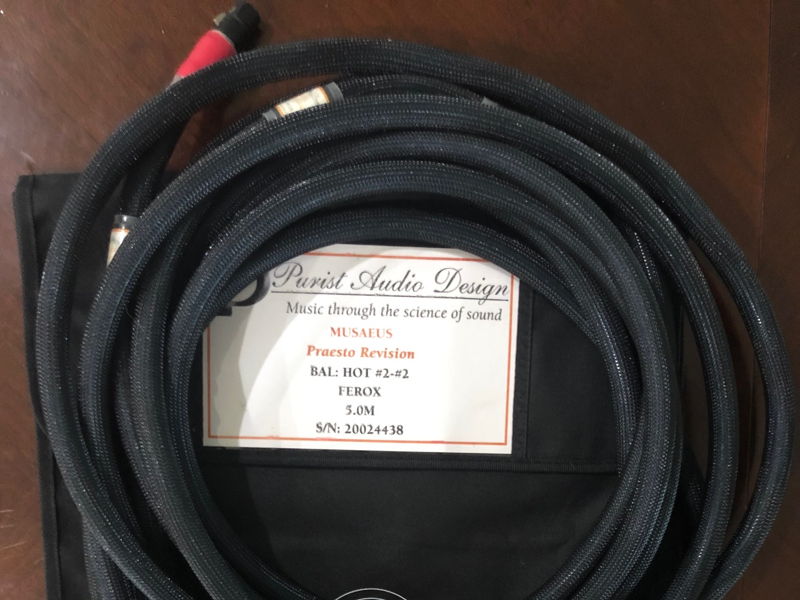 Purist Audio Design
Music through the science of sound
MUSAEUS
Praesto Revision
BAL: HOT #2-#2
FEROX
5.0M
S/N: 20024438